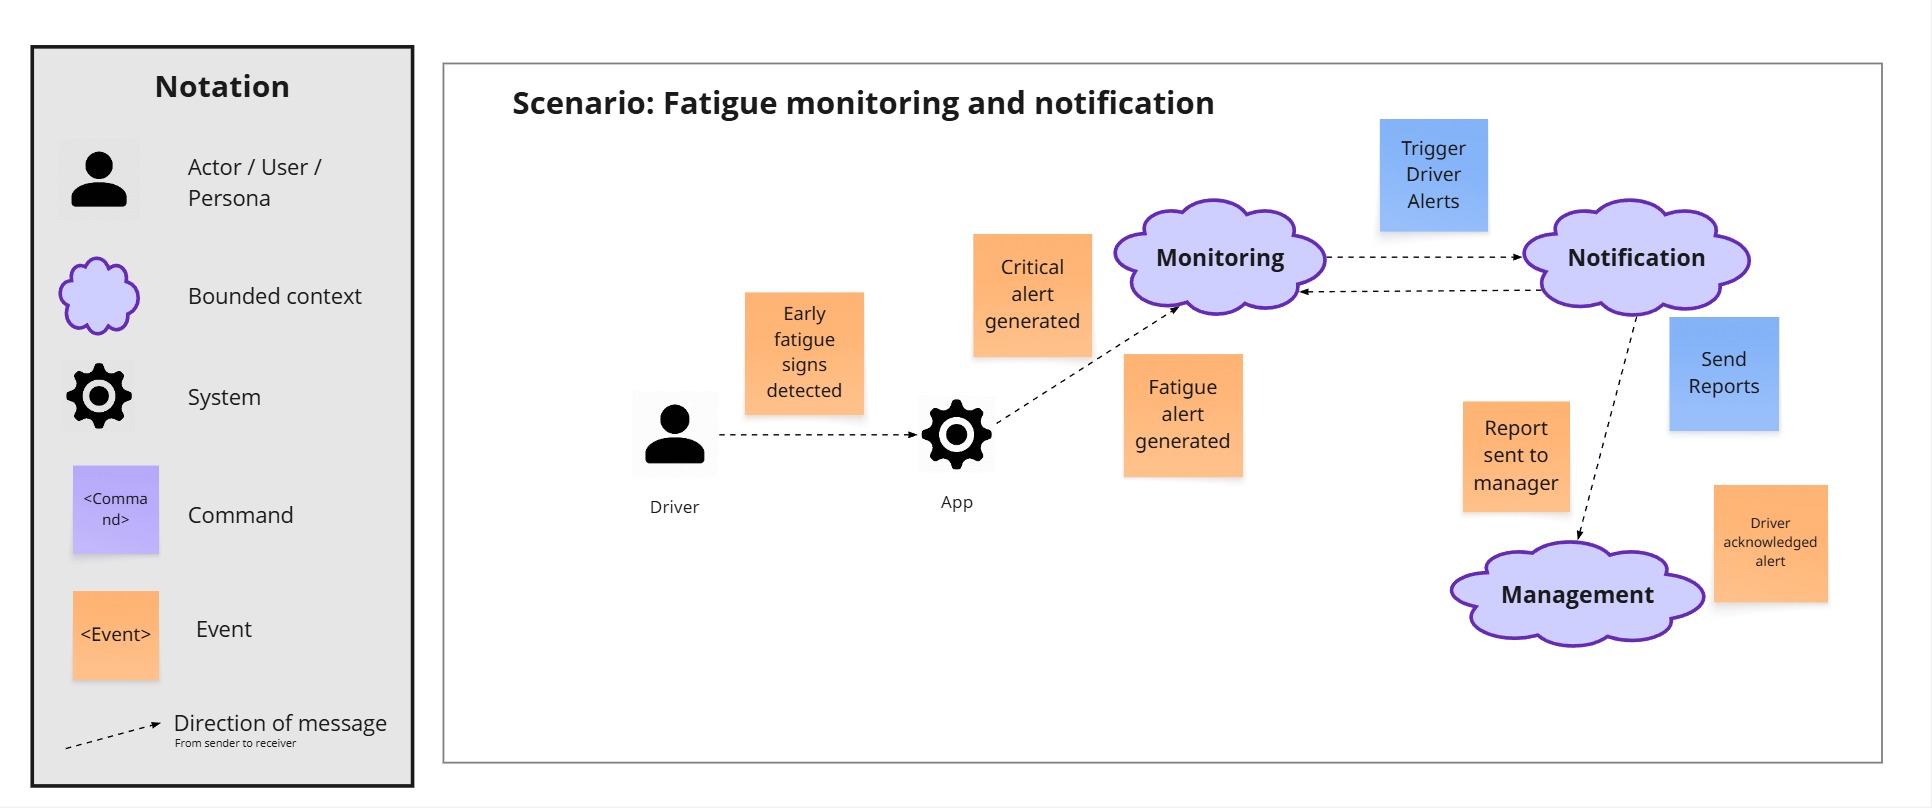 Notation
Actor / User /
Persona
Bounded context
System
<Comma
nd>
Command
<Event>
Event
Direction of message
From sender to receiver
Scenario: Fatigue monitoring and notification
Trigger
Driver
Alerts
Monitoring
Notification
Critical
alert
generated
Early
fatigue
signs
detected
Fatigue
alert
generated
Send
Reports
Report
sent to
manager
Driver
App
Driver
acknowledged
alert
Management